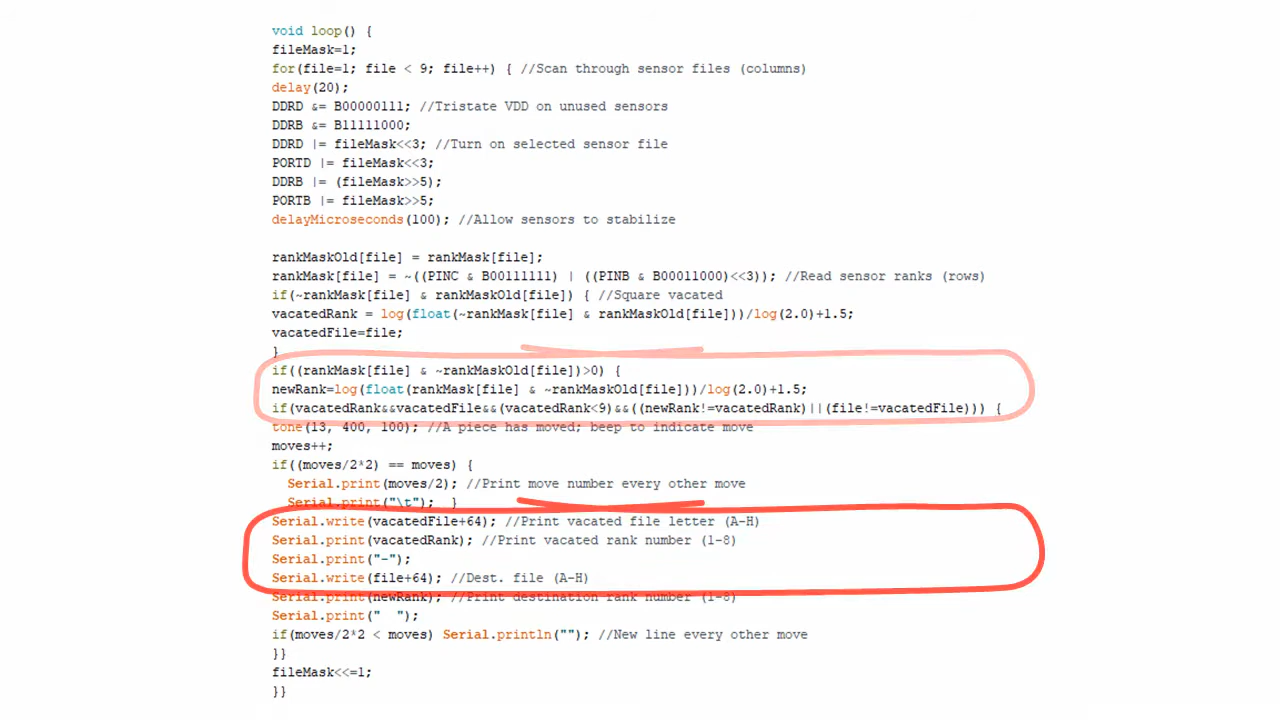 void loop() {
fileMask=1;
for(file=1; file < 9; file++) { //Scan through sensor files (columns)
delay(20);
DDRD &= B00000111; //Tristate VDD on unused sensors
DDRB &= B11111000;
DDRD |= fileMask<<3; //Turn on selected sensor file
PORTD |= fileMask<<3;
DDRB |= (fileMask>>5);
PORTB |= fileMask>>5;
delayMicroseconds(100); //Allow sensors to stabilize
rankMaskOld[file] = rankMask[file];
rankMask[file] = ~((PINC & B00111111) | ((PINB & B00011000)<<3)); //Read sensor ranks (rows)
if(~rankMask[file] & rankMaskOld[file]) { //Square vacated
vacatedRank = log(float(~rankMask[file] & rankMaskOld[file]))/log(2.0)+1.5;
vacatedFile=file;
}
if((rankMask[file] & ~rankMaskOld[file])>0) {
newRank=log(float(rankMask[file] & ~rankMaskOld[file]))/log(2.0)+1.5;
if(vacatedRank&&vacatedFile&&(vacatedRank<9)&&((newRank!=vacatedRank)||(file!=vacatedFile))) {
tone(13, 400, 100); //A piece has moved; beep to indicate move
moves++;
if((moves/2*2) == moves) {
Serial.print(moves/2); //Print move number every other move
Serial.print("\t"); }
Serial.write(vacatedFile+64); //Print vacated file letter (A-H)
Serial.print(vacatedRank); //Print vacated rank number (1-8)
Serial.print("-");
Serial.write(file+64); //Dest. file (A-H)
Serial.print(newRank); //Print destination rank number (1-8)
Serial.print("  ");
if(moves/2*2 < moves) Serial.println(""); //New line every other move
}}
fileMask<<=1;
}}